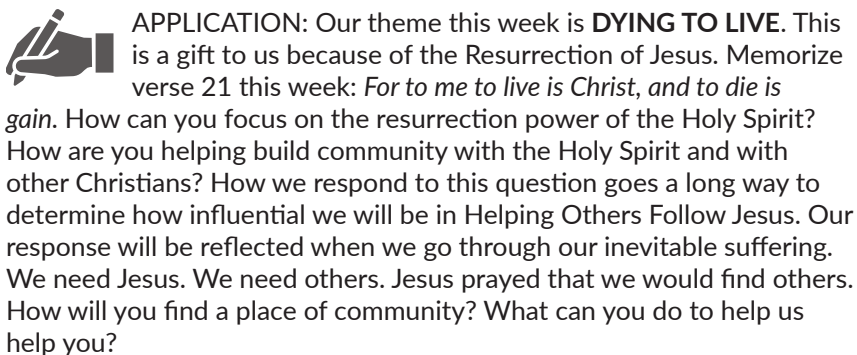 APPLICATION: Our theme this week is DYING TO LIVE. This
is a gift to us because of the Resurrection of Jesus. Memorize
verse 21 this week: For to me to live is Christ, and to die is
gain. How can you focus on the resurrection power of the Holy Spirit?
How are you helping build community with the Holy Spirit and with
other Christians? How we respond to this question goes a long way to
determine how influential we will be in Helping Others Follow Jesus. Our
response will be reflected when we go through our inevitable suffering.
We need Jesus. We need others. Jesus prayed that we would find others.
How will you find a place of community? What can you do to help us
help you?